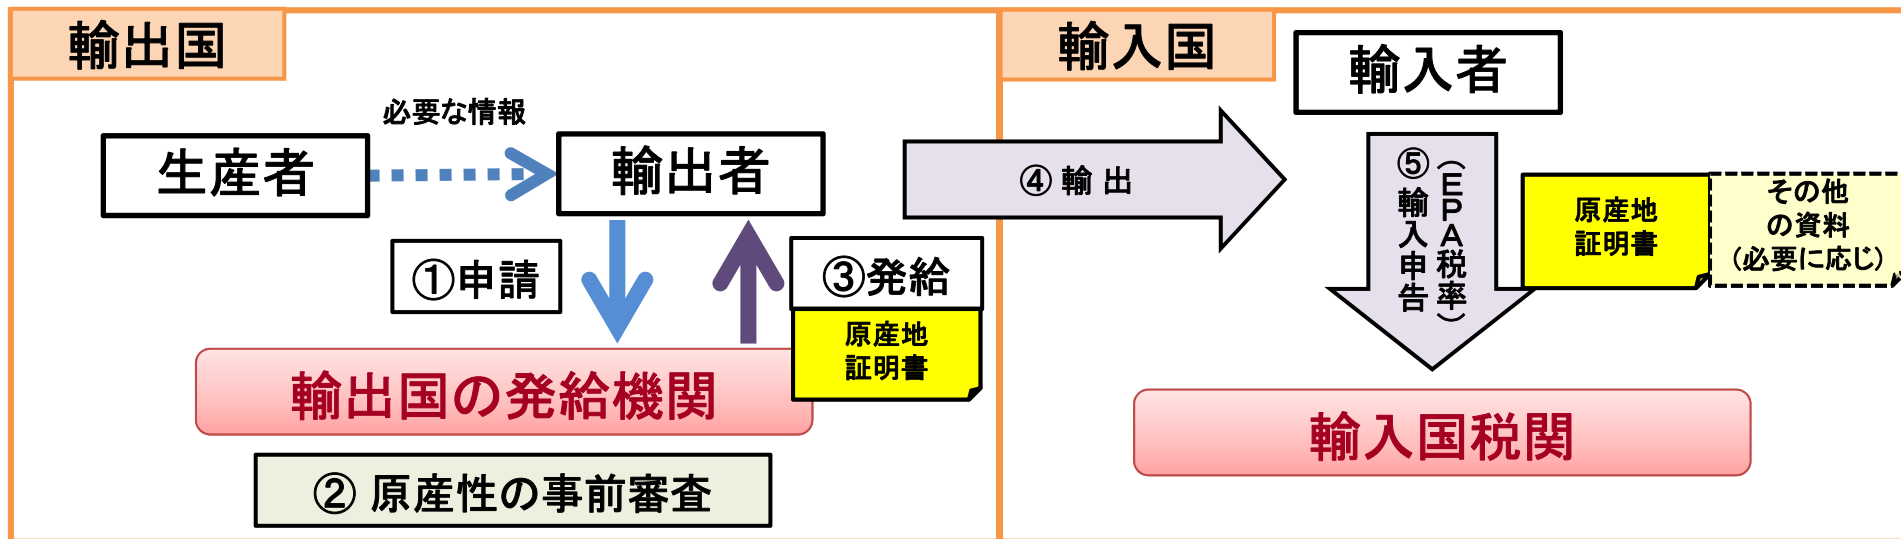 輸出国
必要な情報
生産者
輸出者
①申請
③発給
原産地
証明書
輸出国の発給機関
② 原産性の事前審査
④ 輸 出
輸入国
輸入者
⑤輸入申告
（ＥＰＡ税率）
原産地
証明書
その他
の資料
(必要に応じ)
輸入国税関